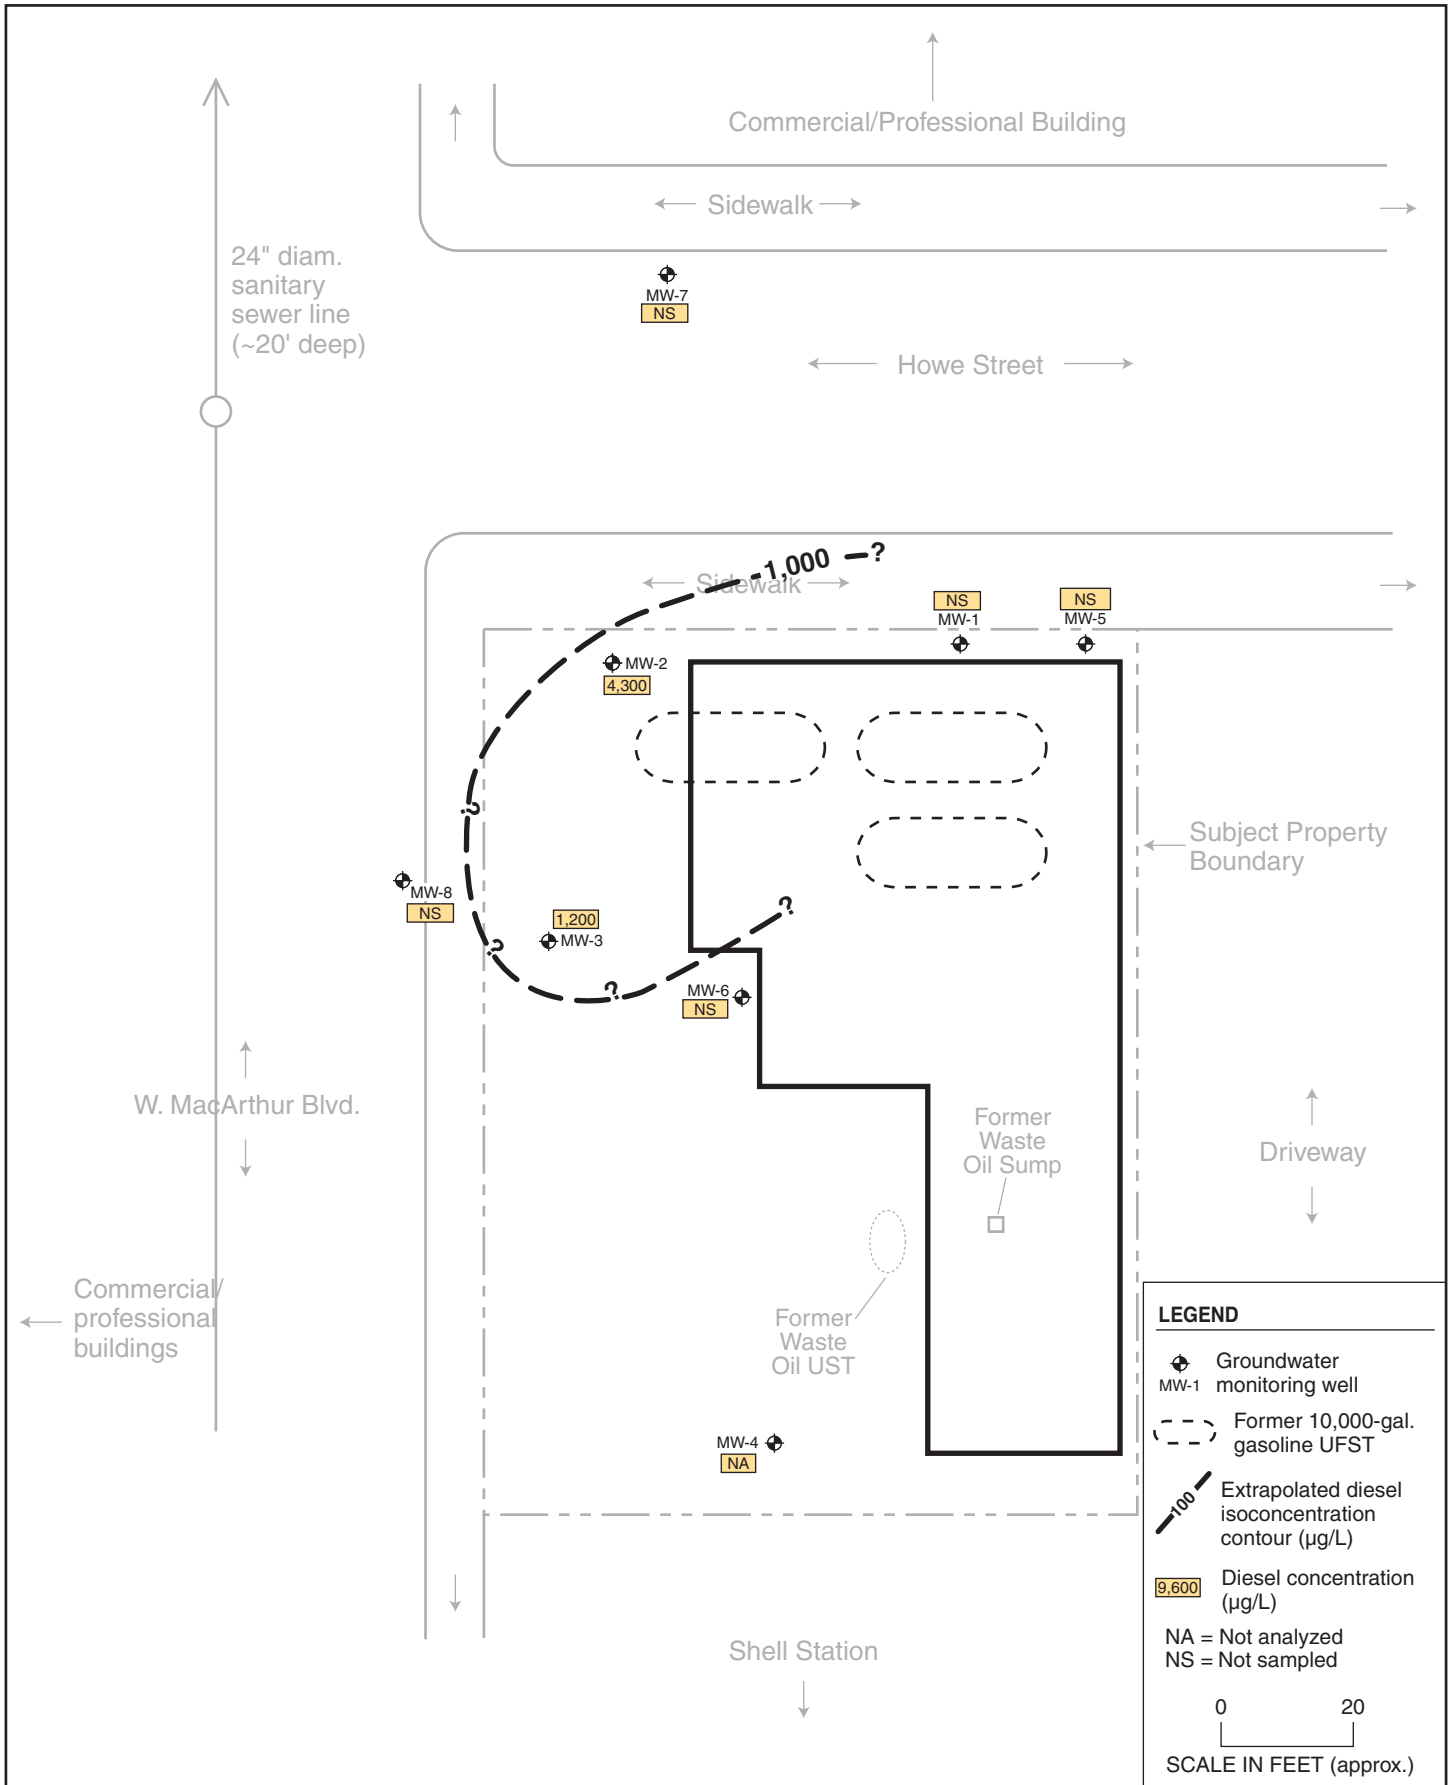 Commercial/Professional Building
Sidewalk
24" diam.
sanitary
sewer line
(~20' deep)
MW-7
NS
Howe Street
1,000
?
Sidewalk
NS
MW-1
NS
MW-5
MW-2
4,300
?
Subject Property
Boundary
MW-8
NS
1,200
MW-3
?
?
?
MW-6
NS
W. MacArthur Blvd.
Former
Waste
Oil Sump
Driveway
Commercial/
professional
buildings
Former
Waste
Oil UST
MW-4
NA
Shell Station
LEGEND
MW-1
Groundwater
monitoring well
Former 10,000-gal.
gasoline UFST
100
Extrapolated diesel
isoconcentration
contour (µg/L)
9,600
Diesel concentration
(µg/L)
NA = Not analyzed
NS = Not sampled
0 20
SCALE IN FEET (approx.)